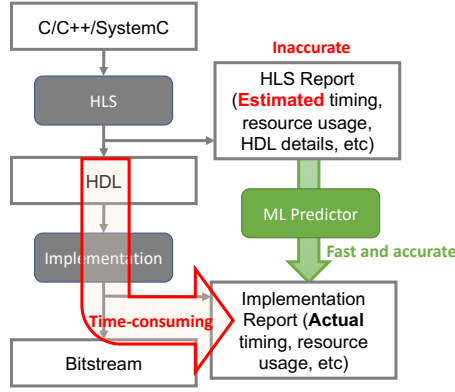 C/C++/SystemC
Inaccurate
HLS
HLS Report
(Estimated timing,
resource usage,
HDL details, etc)
HDL
ML Predictor
Implementation
Fast and accurate
Time-consuming
Implementation
Report (Actual
timing, resource
usage, etc)
Bitstream